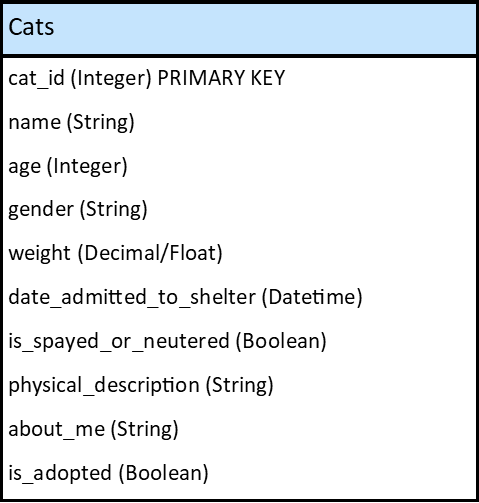 Cats
cat_id (Integer) PRIMARY KEY
name (String)
age (Integer)
gender (String)
weight (Decimal/Float)
date_admitted_to_shelter (Datetime)
is_spayed_or_neutered (Boolean)
physical_description (String)
about_me (String)
is_adopted (Boolean)